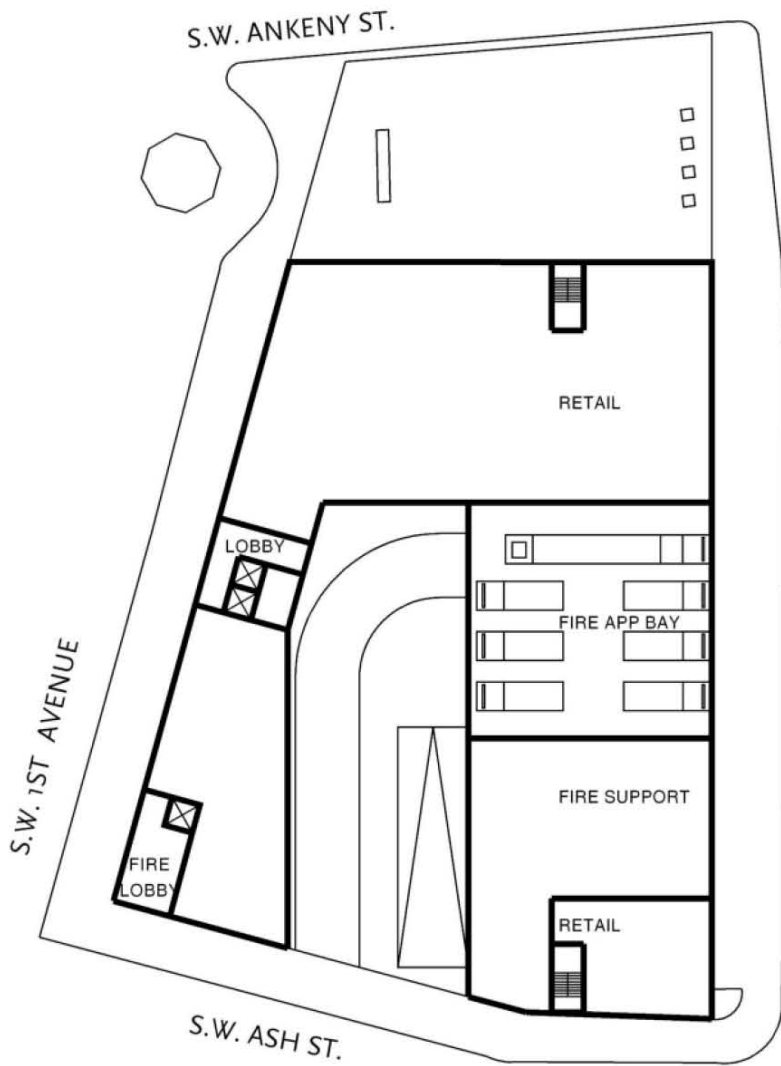 S.W. ANKENY ST.
RETAIL
LOBBY
FIRE APP BAY
S.W. 1ST AVENUE
FIRE SUPPORT
FIRE
LOBBY
RETAIL
S.W. ASH ST.